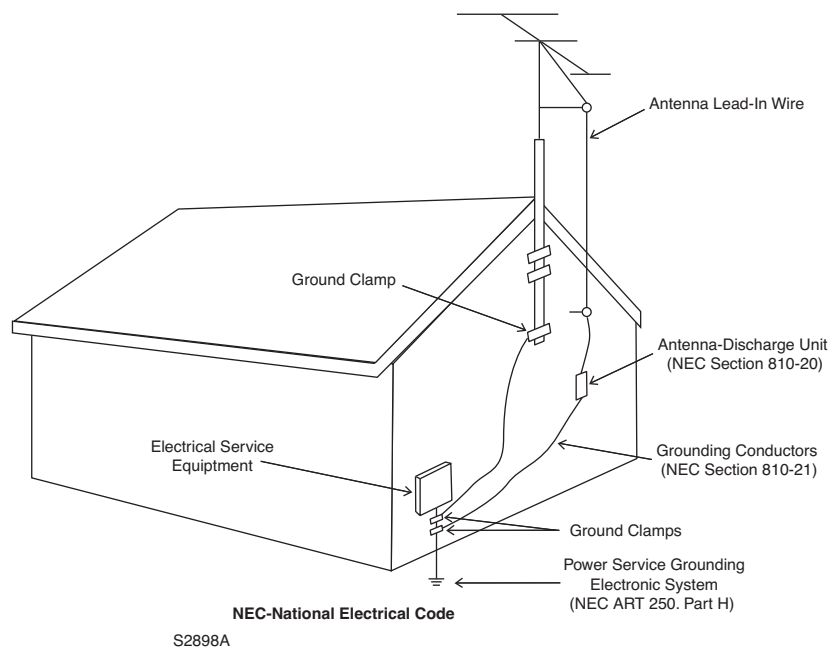 Antenna Lead-In Wire
Ground Clamp
Antenna-Discharge Unit
(NEC Section 810-20)
Electrical Service
Equiptment
Grounding Conductors
(NEC Section 810-21)
Ground Clamps
Power Service Grounding
Electronic System
(NEC ART 250. Part H)
NEC-National Electrical Code
S2898A